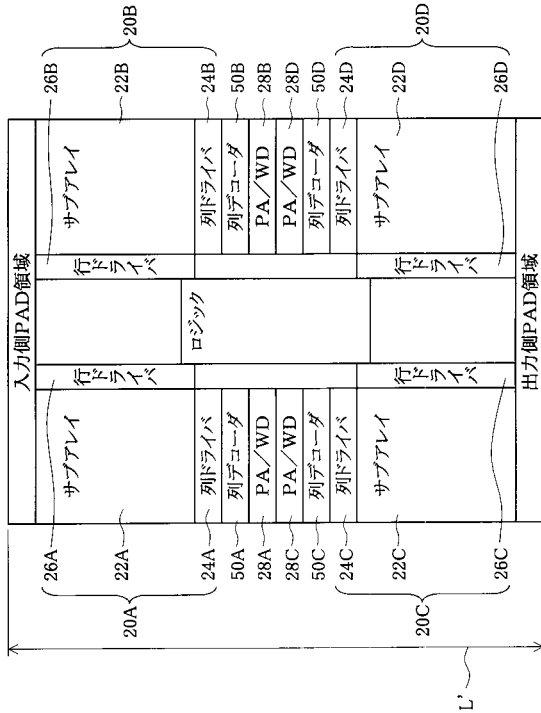 20A
20B
26A
22A
24A
50A
28A
28C
50C
24C
22C
26C
20C
26B
22B
24B
50B
28B
28D
50D
24D
22D
26D
20D
L'
入力側PAD領域
サブアレイ
行ドライバ
行ドライバ
サブアレイ
列ドライバ
列デコーダ
PA/WD
PA/WD
列デコーダ
列ドライバ
ロジック
列ドライバ
列デコーダ
PA/WD
PA/WD
列デコーダ
列ドライバ
サブアレイ
行ドライバ
行ドライバ
サブアレイ
出力側PAD領域